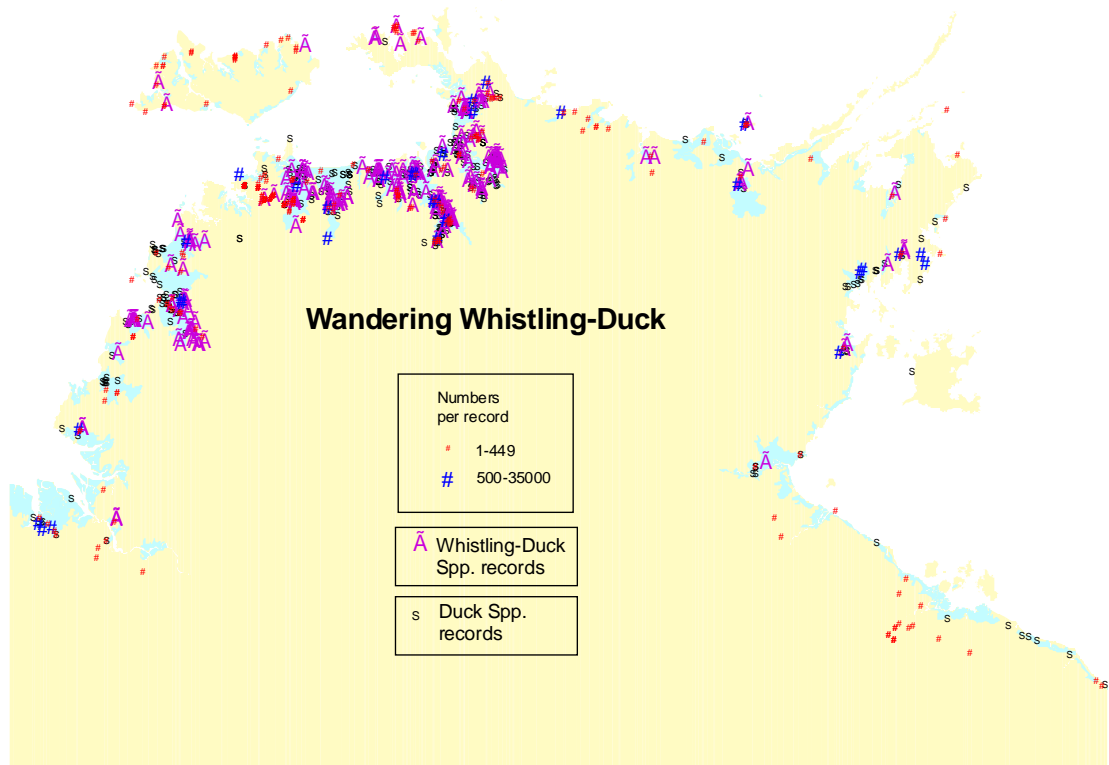 Wandering Whistling-Duck
Numbers
per record
# 1-449
# 500-35000
Ã Whistling-Duck
Spp. records
S Duck Spp.
records